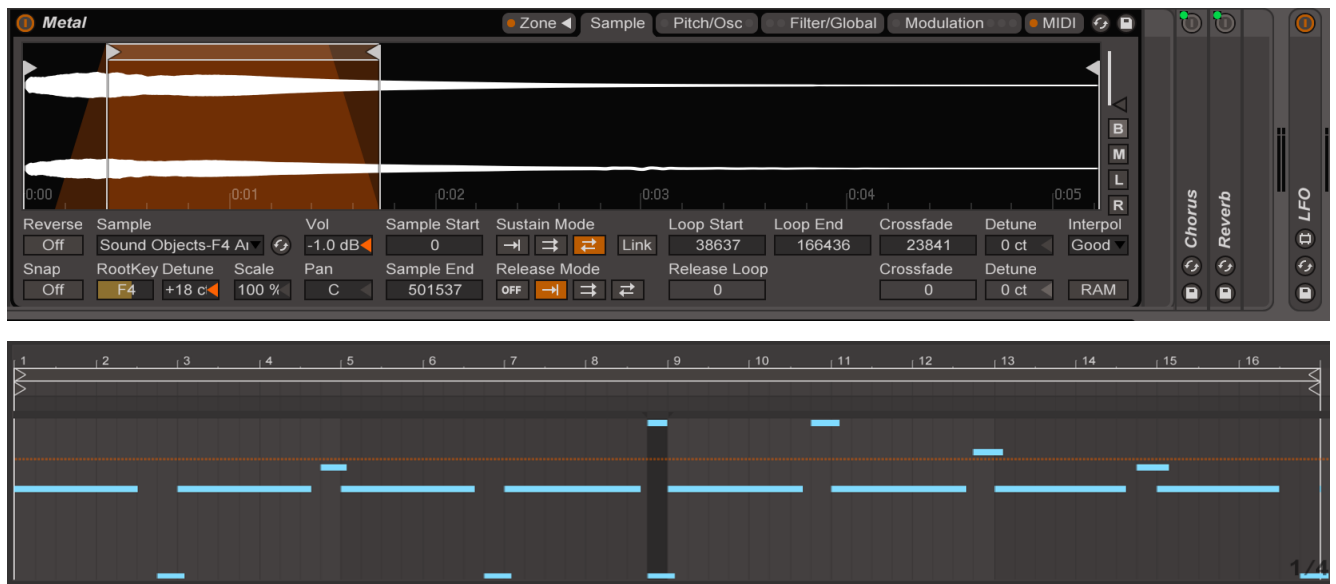 Metal Zone Sample Pitch/Osc Filter/Global Modulation MIDI
B
M
L
R
0:00 0:01 0:02 0:03 0:04 0:05
Reverse Sample Vol Sample Start Sustain Mode Loop Start Loop End Crossfade Detune Interpol
Off Sound Objects-F4 -1.0 dB 0 Link 38637 166436 23841 0 ct Good
Snap RootKey Detune Scale Pan Sample End Release Mode Release Loop Crossfade Detune
Off F4 +18 c 100 % C 501537 OFF 0 0 0 ct RAM
Chorus
Reverb
LFO
1 2 3 4 5 6 7 8 9 10 11 12 13 14 15 16
1/4